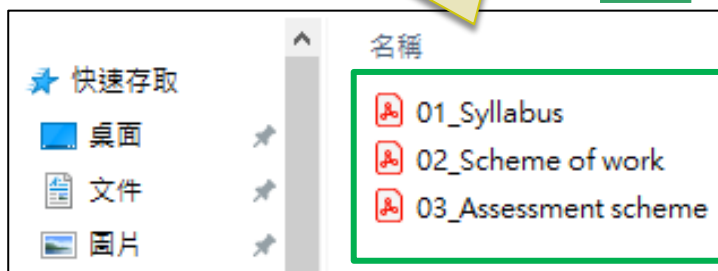 快速存取
桌面
文件
圖片
名稱
01_Syllabus
02_Scheme of work
03_Assessment scheme